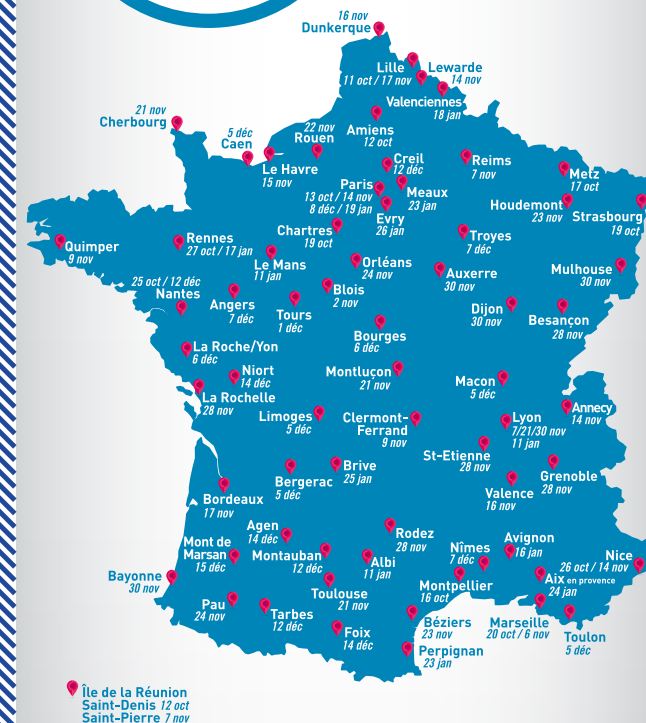 16 nov
Dunkerque
Lille
11 oct / 17 nov
Lewarde
14 nov
Valenciennes
18 jan
21 nov
Cherbourg
5 déc
Caen
22 nov
Rouen
Amiens
12 oct
Le Havre
15 nov
Creil
12 déc
Reims
7 nov
Metz
17 oct
Paris
13 oct / 14 nov
8 déc / 19 jan
Meaux
23 jan
Houdemont
23 nov
Strasbourg
19 oct
Evry
26 jan
Chartres
19 oct
Troyes
7 déc
Quimper
9 nov
Rennes
27 oct / 17 jan
Le Mans
11 jan
Orléans
24 nov
Auxerre
30 nov
Mulhouse
30 nov
25 oct / 12 déc
Nantes
Angers
7 déc
Tours
1 déc
Blois
2 nov
Dijon
30 nov
Besançon
28 nov
Bourges
6 déc
La Roche/Yon
6 déc
Niort
14 déc
Montluçon
21 nov
Macon
5 déc
La Rochelle
28 nov
Limoges
5 déc
Clermont-
Ferrand
9 nov
Lyon
7/21/30 nov
11 jan
Annecy
14 nov
St-Etienne
28 nov
Grenoble
28 nov
Brive
25 jan
Bergerac
5 déc
Valence
16 nov
Bordeaux
17 nov
Agen
14 déc
Rodez
28 nov
Mont de
Marsan
15 déc
Montauban
12 déc
Albi
11 jan
Nîmes
7 déc
Avignon
16 jan
Nice
26 oct / 14 nov
Bayonne
30 nov
Toulouse
21 nov
Montpellier
16 oct
Aix en provence
24 jan
Pau
24 nov
Tarbes
12 déc
Foix
14 déc
Béziers
23 nov
Marseille
20 oct / 6 nov
Toulon
5 déc
Perpignan
23 jan
Île de la Réunion
Saint-Denis 12 oct
Saint-Pierre 7 nov